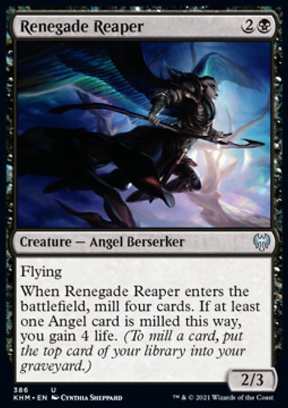 Renegade Reaper 2
Creature — Angel Berserker
Flying
When Renegade Reaper enters the
battlefield, mill four cards. If at least
one Angel card is milled this way,
you gain 4 life. (To mill a card, put
the top card of your library into your
graveyard.)
2/3
386 U
KHM • EN CYNTHIA SHEPPARD ™ & © 2021 Wizards of the Coast